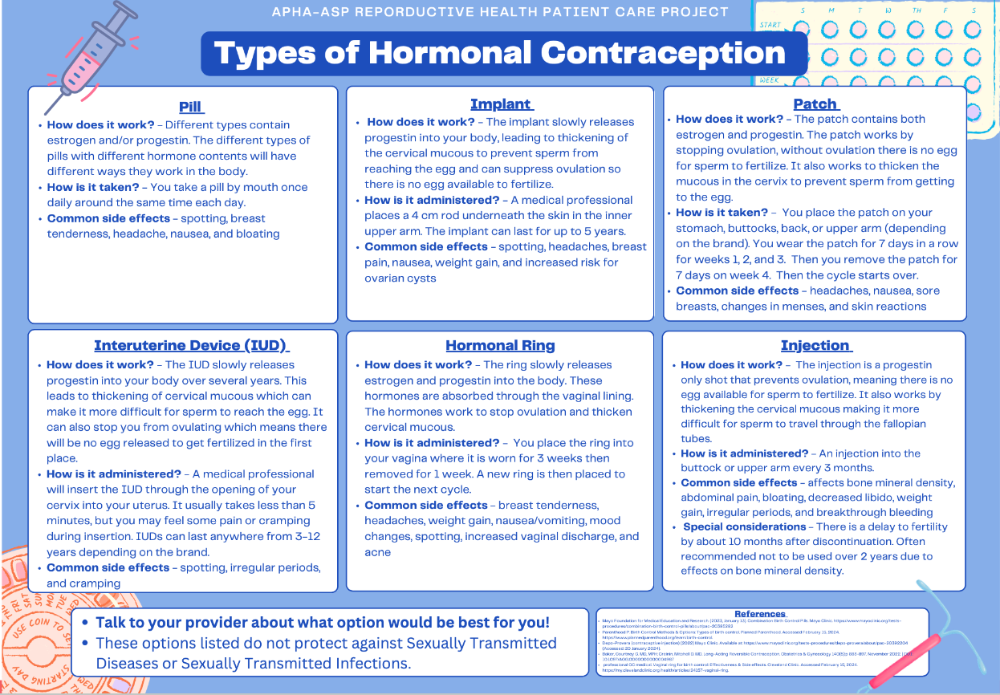 APHA-ASP REPORDUCTIVE HEALTH PATIENT CARE PROJECT
Types of Hormonal Contraception
S M T W TH F S
START
WEEK
Pill
• How does it work? - Different types contain
estrogen and/or progestin. The different types of
pills with different hormone contents will have
different ways they work in the body.
• How is it taken? - You take a pill by mouth once
daily around the same time each day.
• Common side effects - spotting, breast
tenderness, headache, nausea, and bloating
Implant
• How does it work? - The implant slowly releases
progestin into your body, leading to thickening of
the cervical mucous to prevent sperm from
reaching the egg and can suppress ovulation so
there is no egg available to fertilize.
• How is it administered? - A medical professional
places a 4 cm rod underneath the skin in the inner
upper arm. The implant can last for up to 5 years.
• Common side effects - spotting, headaches, breast
pain, nausea, weight gain, and increased risk for
ovarian cysts
Patch
• How does it work? - The patch contains both
estrogen and progestin. The patch works by
stopping ovulation, without ovulation there is no egg
for sperm to fertilize. It also works to thicken the
mucous in the cervix to prevent sperm from getting
to the egg.
• How is it taken? - You place the patch on your
stomach, buttocks, back, or upper arm (depending
on the brand). You wear the patch for 7 days in a row
for weeks 1, 2, and 3. Then you remove the patch for
7 days on week 4. Then the cycle starts over.
• Common side effects - headaches, nausea, sore
breasts, changes in menses, and skin reactions
Interuterine Device (IUD)
• How does it work? - The IUD slowly releases
progestin into your body over several years. This
leads to thickening of cervical mucous which can
make it more difficult for sperm to reach the egg. It
can also stop you from ovulating which means there
will be no egg released to get fertilized in the first
place.
• How is it administered? - A medical professional
will insert the IUD through the opening of your
cervix into your uterus. It usually takes less than 5
minutes, but you may feel some pain or cramping
during insertion. IUDs can last anywhere from 3-12
years depending on the brand.
• Common side effects - spotting, irregular periods,
and cramping
Hormonal Ring
• How does it work? - The ring slowly releases
estrogen and progestin into the body. These
hormones are absorbed through the vaginal lining.
The hormones work to stop ovulation and thicken
cervical mucous.
• How is it administered? - You place the ring into
your vagina where it is worn for 3 weeks then
removed for 1 week. A new ring is then placed to
start the next cycle.
• Common side effects - breast tenderness,
headaches, weight gain, nausea/vomiting, mood
changes, spotting, increased vaginal discharge, and
acne
Injection
• How does it work? - The injection is a progestin
only shot that prevents ovulation, meaning there is no
egg available for sperm to fertilize. It also works by
thickening the cervical mucous making it more
difficult for sperm to travel through the fallopian
tubes.
• How is it administered? - An injection into the
buttock or upper arm every 3 months.
• Common side effects - affects bone mineral density,
abdominal pain, bloating, decreased libido, weight
gain, irregular periods, and breakthrough bleeding
• Special considerations - There is a delay to fertility
by about 10 months after discontinuation. Often
recommended not to be used over 2 years due to
effects on bone mineral density.
FRI SAT SUN MON TUE WED
USE COIN TO
STARTING DAY
• Talk to your provider about what option would be best for you!
• These options listed do not protect against Sexually Transmitted
Diseases or Sexually Transmitted Infections.
References
• Mayo Foundation for Medical Education and Research. (2023, January 13). Combination Birth Control Pills. Mayo Clinic. https://www.mayoclinic.org/tests-
procedures/combination-birth-control-pills/about/pac-20385282
• Parenthood P. Birth Control Methods & Options Types of birth control. Planned Parenthood. Accessed February 15, 2024.
https://www.plannedparenthood.org/learn/birth-control.
• Depo-Provera (contraceptive injection) (2022) Mayo Clinic. Available at: https://www.mayoclinic.org/tests-procedures/depo-provera/about/pac-20392204
(Accessed: 20 January 2024).
• Baker, Courtney C. MD, MPH; Creinin, Mitchell D. MD. Long-Acting Reversible Contraception. Obstetrics & Gynecology 140(5):p 883-897, November 2022. | DOI:
• professional CC medical. Vaginal ring for birth control: Effectiveness & Side effects. Cleveland Clinic. Accessed February 15, 2024.
https://my.clevelandclinic.org/health/articles/24157-vaginal-ring.